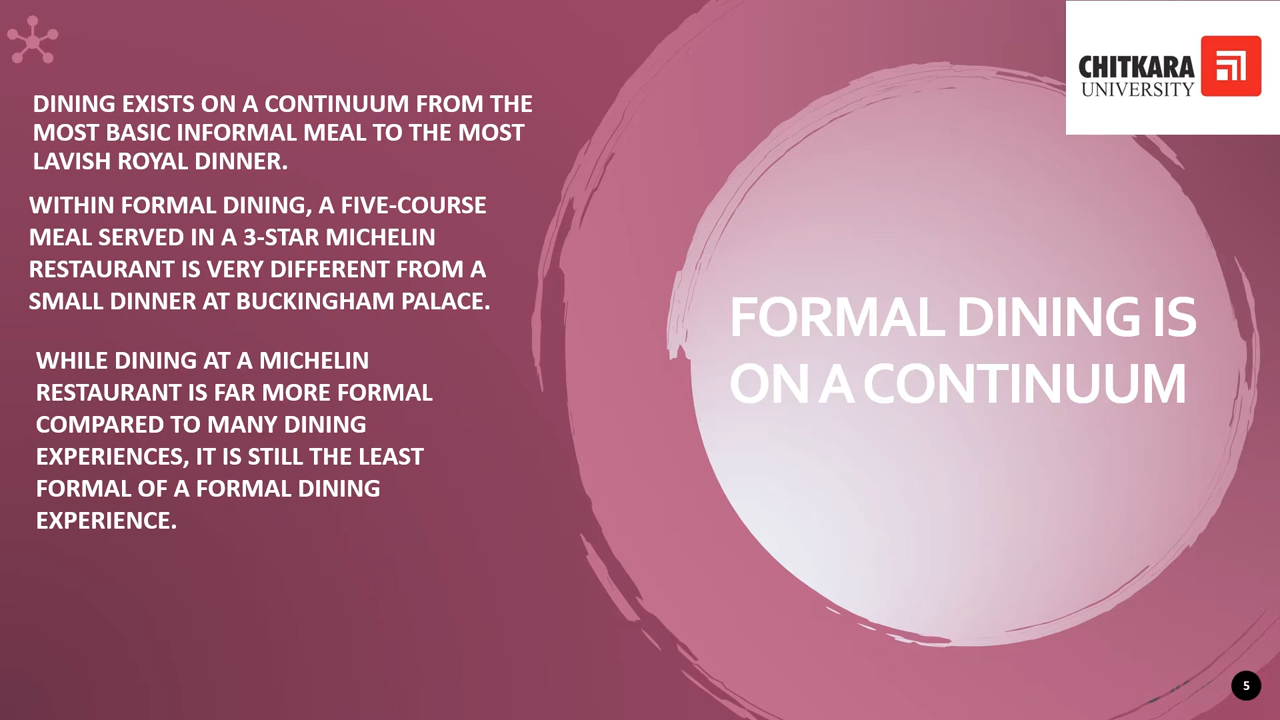 CHITKARA
UNIVERSITY
DINING EXISTS ON A CONTINUUM FROM THE
MOST BASIC INFORMAL MEAL TO THE MOST
LAVISH ROYAL DINNER.
WITHIN FORMAL DINING, A FIVE-COURSE
MEAL SERVED IN A 3-STAR MICHELIN
RESTAURANT IS VERY DIFFERENT FROM A
SMALL DINNER AT BUCKINGHAM PALACE.
WHILE DINING AT A MICHELIN
RESTAURANT IS FAR MORE FORMAL
COMPARED TO MANY DINING
EXPERIENCES, IT IS STILL THE LEAST
FORMAL OF A FORMAL DINING
EXPERIENCE.
FORMAL DINING IS
ON A CONTINUUM
5